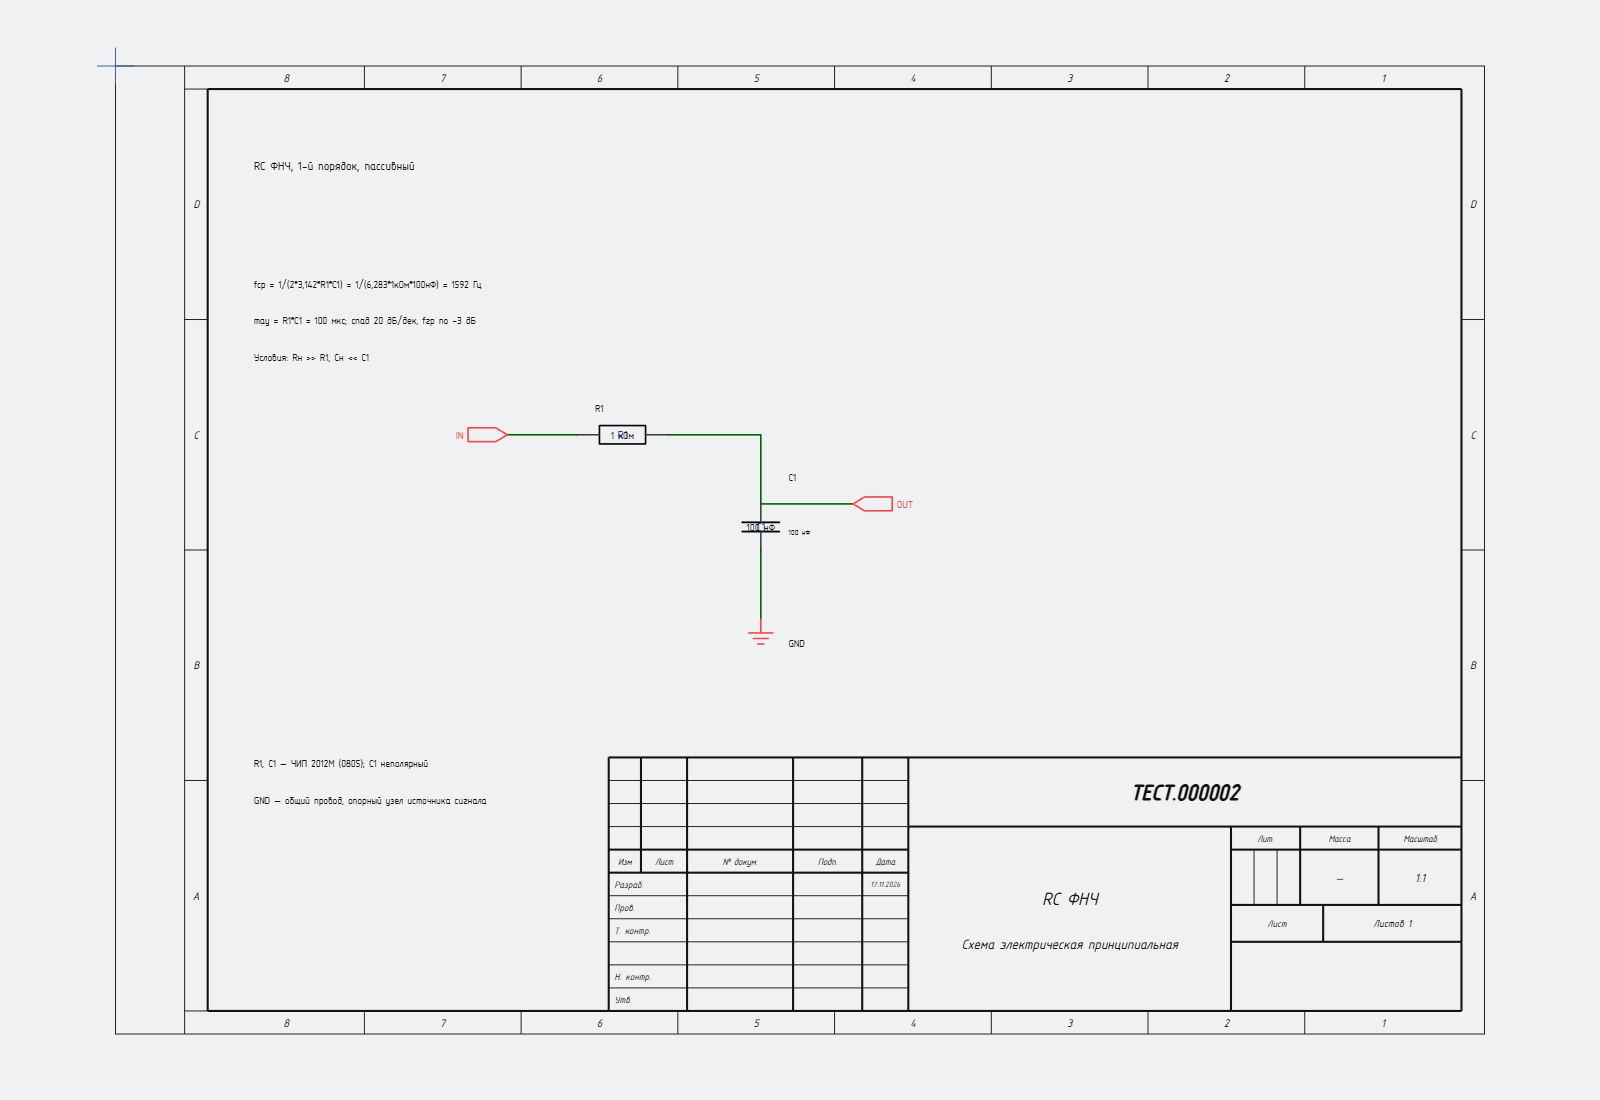 8 7 6 5 4 3 2 1
RC ФНЧ, 1-й порядок, пассивный
D D
fср = 1/(2*3,142*R1*C1) = 1/(6,283*1кОм*100нФ) = 1592 Гц
тау = R1*C1 = 100 мкс; спад 20 дБ/дек, fгр по -3 дБ
Условия: Rн >> R1, Cн << C1
R1
C C
IN
1 кОм
C1
OUT
100 нФ
100 нФ
GND
B B
R1, C1 — ЧИП 2012М (0805); C1 неполярный
GND — общий провод, опорный узел источника сигнала
ТЕСТ.000002
Лит. Масса Масштаб
Изм Лист № докум. Подп. Дата
— 1:1
Разраб. 17.11.2026
A A
RC ФНЧ
Пров.
Лист Листов 1
Т. контр.
Схема электрическая принципиальная
Н. контр.
Утв.
8 7 6 5 4 3 2 1